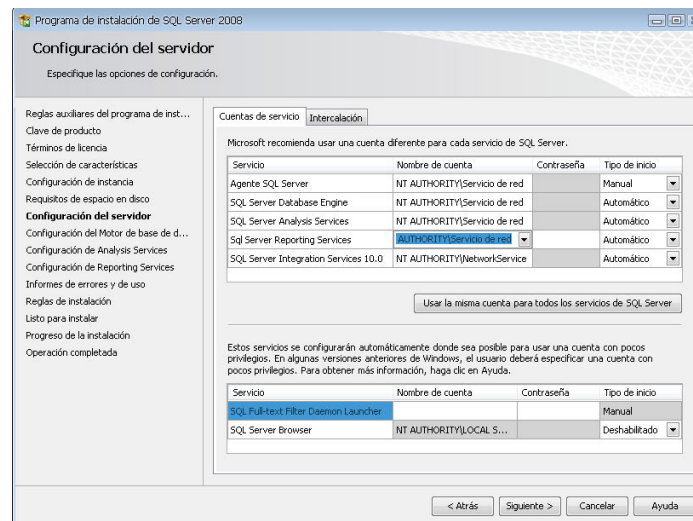 Programa de instalación de SQL Server 2008
Configuración del servidor
Especifique las opciones de configuración.
Reglas auxiliares del programa de inst...
Clave de producto
Términos de licencia
Selección de características
Configuración de instancia
Requisitos de espacio en disco
Configuración del servidor
Configuración del Motor de base de d...
Configuración de Analysis Services
Configuración de Reporting Services
Informes de errores y de uso
Reglas de instalación
Listo para instalar
Progreso de la instalación
Operación completada
Cuentas de servicio Intercalación
Microsoft recomienda usar una cuenta diferente para cada servicio de SQL Server.
Servicio Nombre de cuenta Contraseña Tipo de inicio
Agente SQL Server NT AUTHORITY\Servicio de red Manual
SQL Server Database Engine NT AUTHORITY\Servicio de red Automático
SQL Server Analysis Services NT AUTHORITY\Servicio de red Automático
Sql Server Reporting Services AUTHORITY\Servicio de red Automático
SQL Server Integration Services 10.0 NT AUTHORITY\NetworkService Automático
Usar la misma cuenta para todos los servicios de SQL Server
Estos servicios se configurarán automáticamente donde sea posible para usar una cuenta con pocos
privilegios. En algunas versiones anteriores de Windows, el usuario deberá especificar una cuenta con
pocos privilegios. Para obtener más información, haga clic en Ayuda.
Servicio Nombre de cuenta Contraseña Tipo de inicio
SQL Full-text Filter Daemon Launcher Manual
SQL Server Browser NT AUTHORITY\LOCAL S... Deshabilitado
< Atrás Siguiente > Cancelar Ayuda